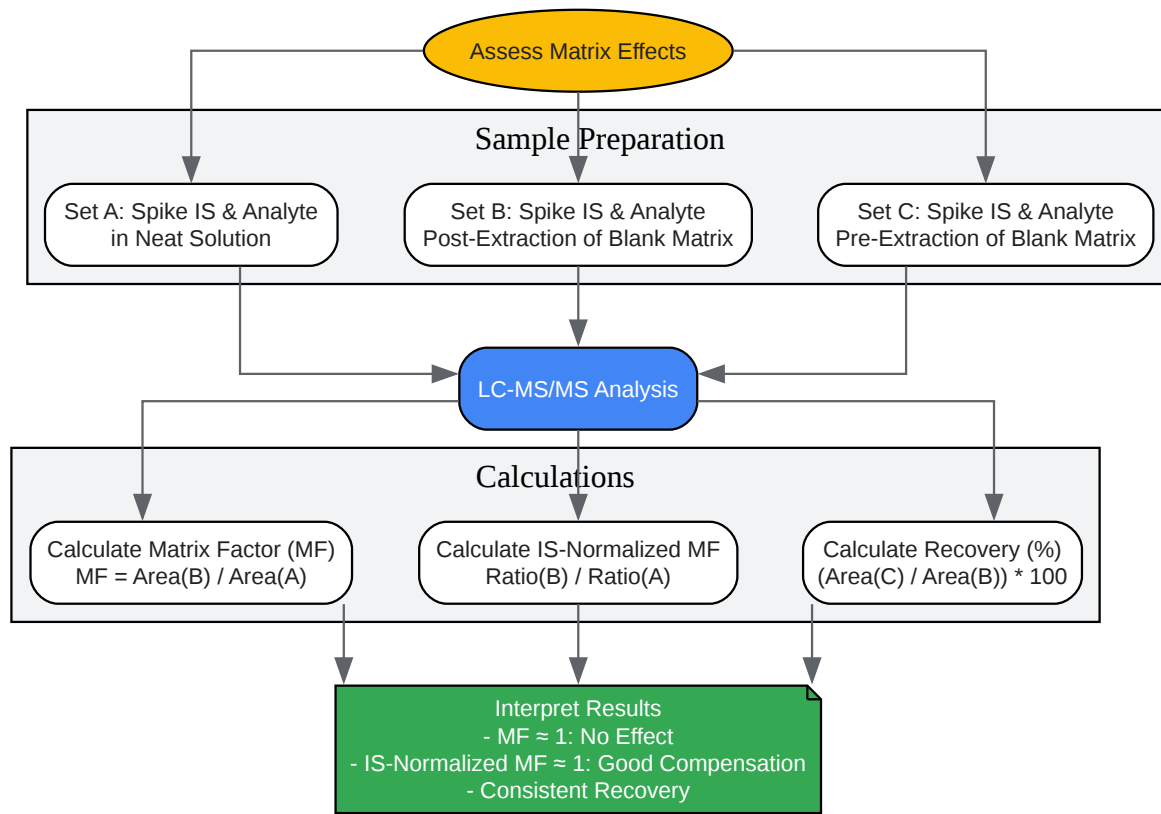 Assess Matrix Effects
Sample Preparation
Set A: Spike IS & Analyte
in Neat Solution
Set B: Spike IS & Analyte
Post-Extraction of Blank Matrix
Set C: Spike IS & Analyte
Pre-Extraction of Blank Matrix
LC-MS/MS Analysis
Calculations
Calculate Matrix Factor (MF)
MF = Area(B) / Area(A)
Calculate IS-Normalized MF
Ratio(B) / Ratio(A)
Calculate Recovery (%)
(Area(C) / Area(B)) * 100
Interpret Results
- MF ≈ 1: No Effect
- IS-Normalized MF ≈ 1: Good Compensation
- Consistent Recovery